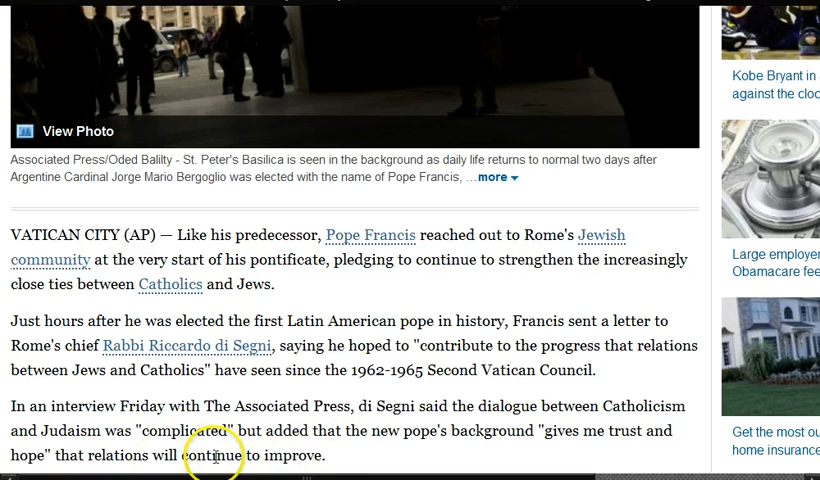 View Photo
Associated Press/Oded Balilty - St. Peter's Basilica is seen in the background as daily life returns to normal two days after
Argentine Cardinal Jorge Mario Bergoglio was elected with the name of Pope Francis, ...more
VATICAN CITY (AP) — Like his predecessor, Pope Francis reached out to Rome's Jewish
community at the very start of his pontificate, pledging to continue to strengthen the increasingly
close ties between Catholics and Jews.
Just hours after he was elected the first Latin American pope in history, Francis sent a letter to
Rome's chief Rabbi Riccardo di Segni, saying he hoped to "contribute to the progress that relations
between Jews and Catholics" have seen since the 1962-1965 Second Vatican Council.
In an interview Friday with The Associated Press, di Segni said the dialogue between Catholicism
and Judaism was "complicated" but added that the new pope's background "gives me trust and
hope" that relations will continue to improve.
Kobe Bryant in
against the
Large
Obamacare
Get the most
home insurance